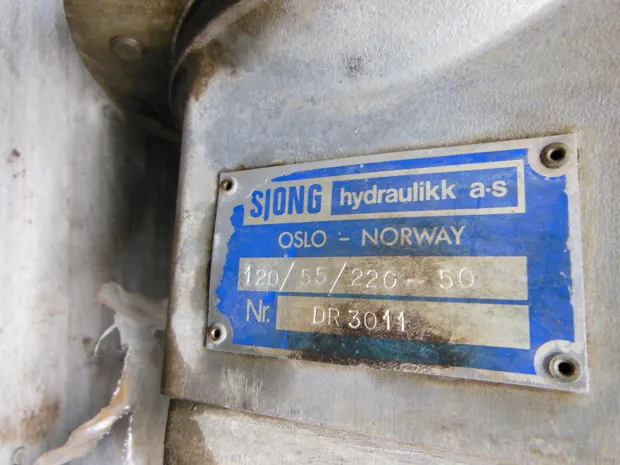 SJONG hydraulikk a-s
OSLO - NORWAY
120/55/220-50
Nr. DR 3011